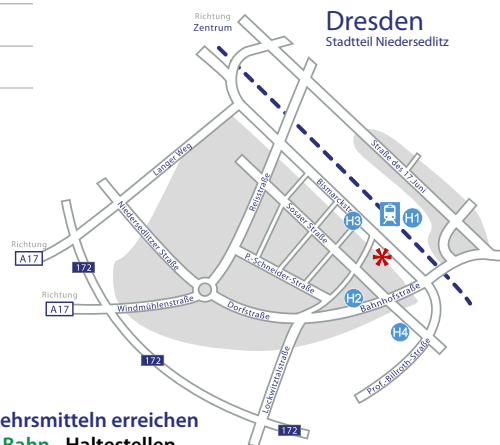 Richtung
Zentrum
Dresden
Stadtteil Niedersedlitz
Straße des 17.Juni
Langer Weg
Reisstraße
Bismarckstr.
Sosaer Straße
H3
H1
Niedersedlitzer Straße
P.-Schneider-Straße
Richtung
A17
172
Richtung
A17
Windmühlenstraße
Dorfstraße
H2
Bahnhofstraße
H4
172
Lockwitztalstraße
Prof.-Billroth-Straße
172
ehrsmitteln erreichen
Bahn - Haltestellen